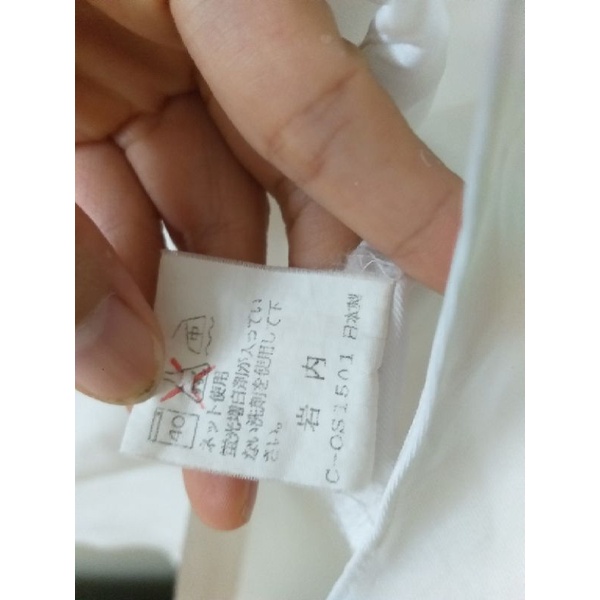 40
中
ネット使用
蛍光増白剤が入ってい
ない洗剤を使用して下
さい。
岩内
C-OS1501 日本製